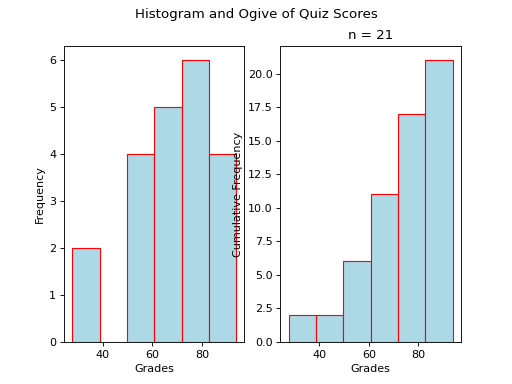 Histogram and Ogive of Quiz Scores
n = 21
6
5
4
3
2
1
0
Frequency
40 60 80
Grades
20.0
17.5
15.0
12.5
10.0
7.5
5.0
2.5
0.0
Cumulative Frequency
40 60 80
Grades